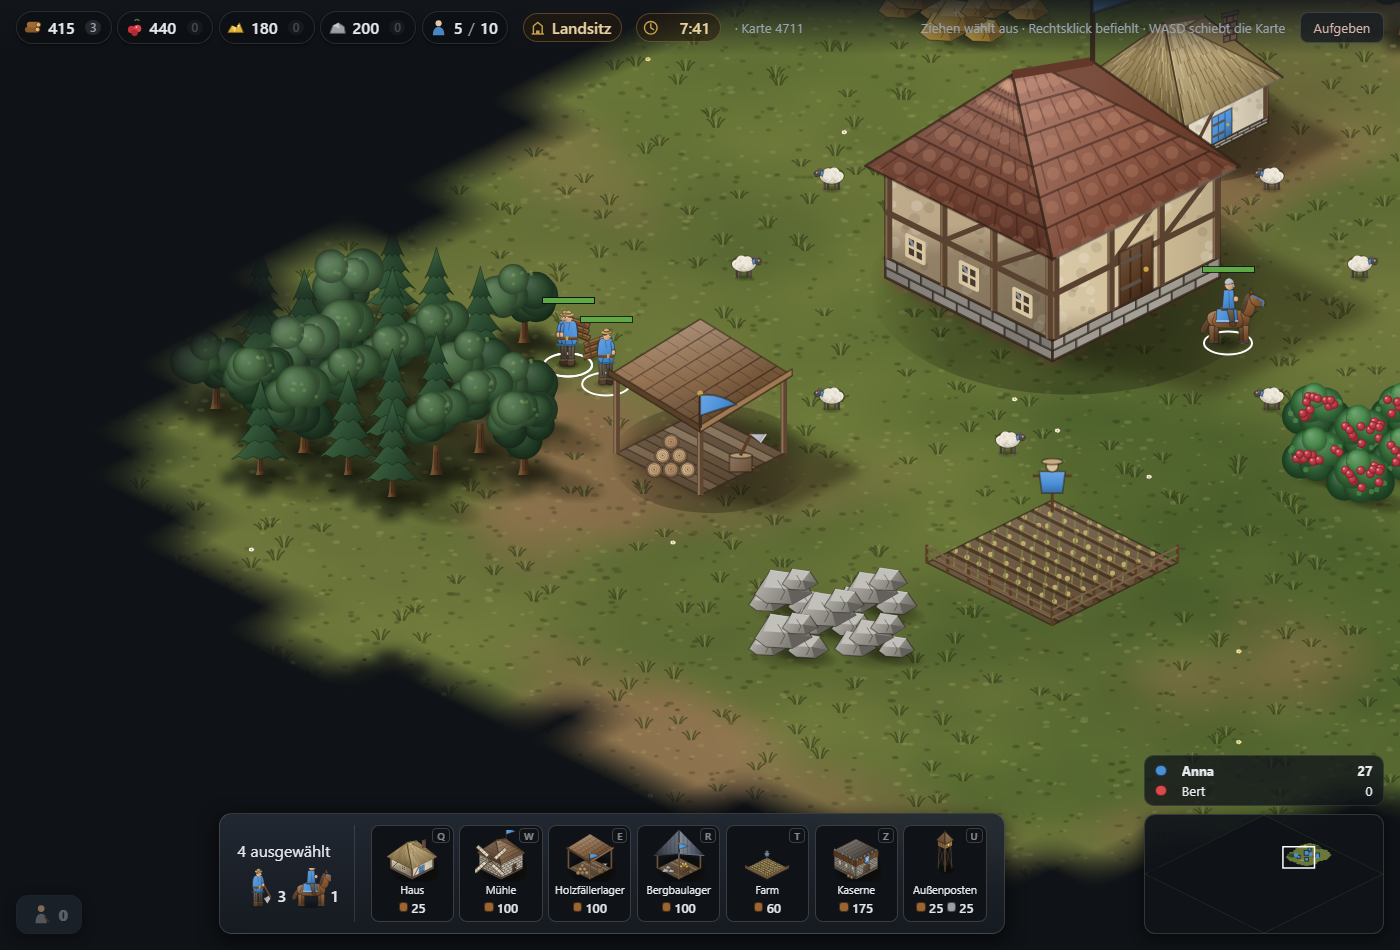 415 3 440 0 180 0 200 0 5 / 10 Landsitz 7:41 · Karte 4711 Ziehen wählt aus · Rechtsklick befiehlt · WASD schiebt die Karte Aufgeben
Anna 27
Bert 0
4 ausgewählt
3 1
Q W E R T Z U
Haus Mühle Holzfällerlager Bergbaulager Farm Kaserne Außenposten
25 100 100 100 60 175 25 25
0